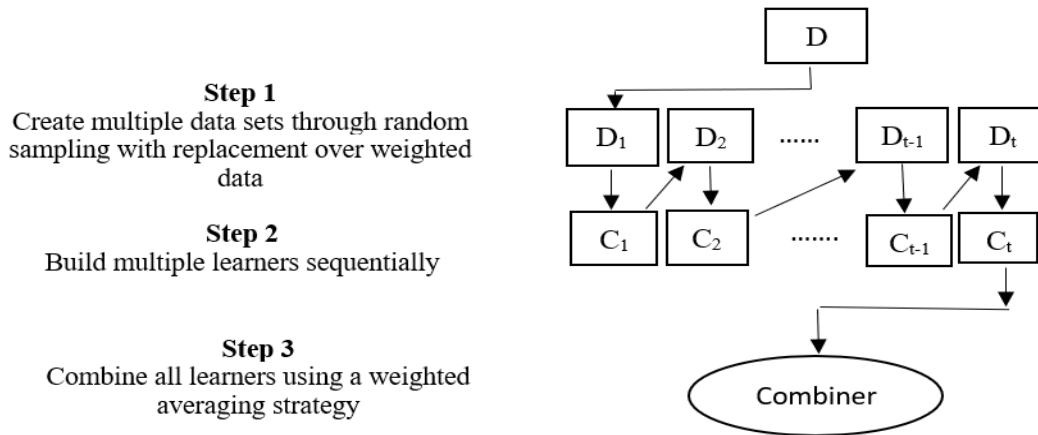 Step 1
Create multiple data sets through random
sampling with replacement over weighted
data
Step 2
Build multiple learners sequentially
Step 3
Combine all learners using a weighted
averaging strategy
D
D₁ D₂ ...... Dₜ₋₁ Dₜ
C₁ C₂ ....... Cₜ₋₁ Cₜ
Combiner